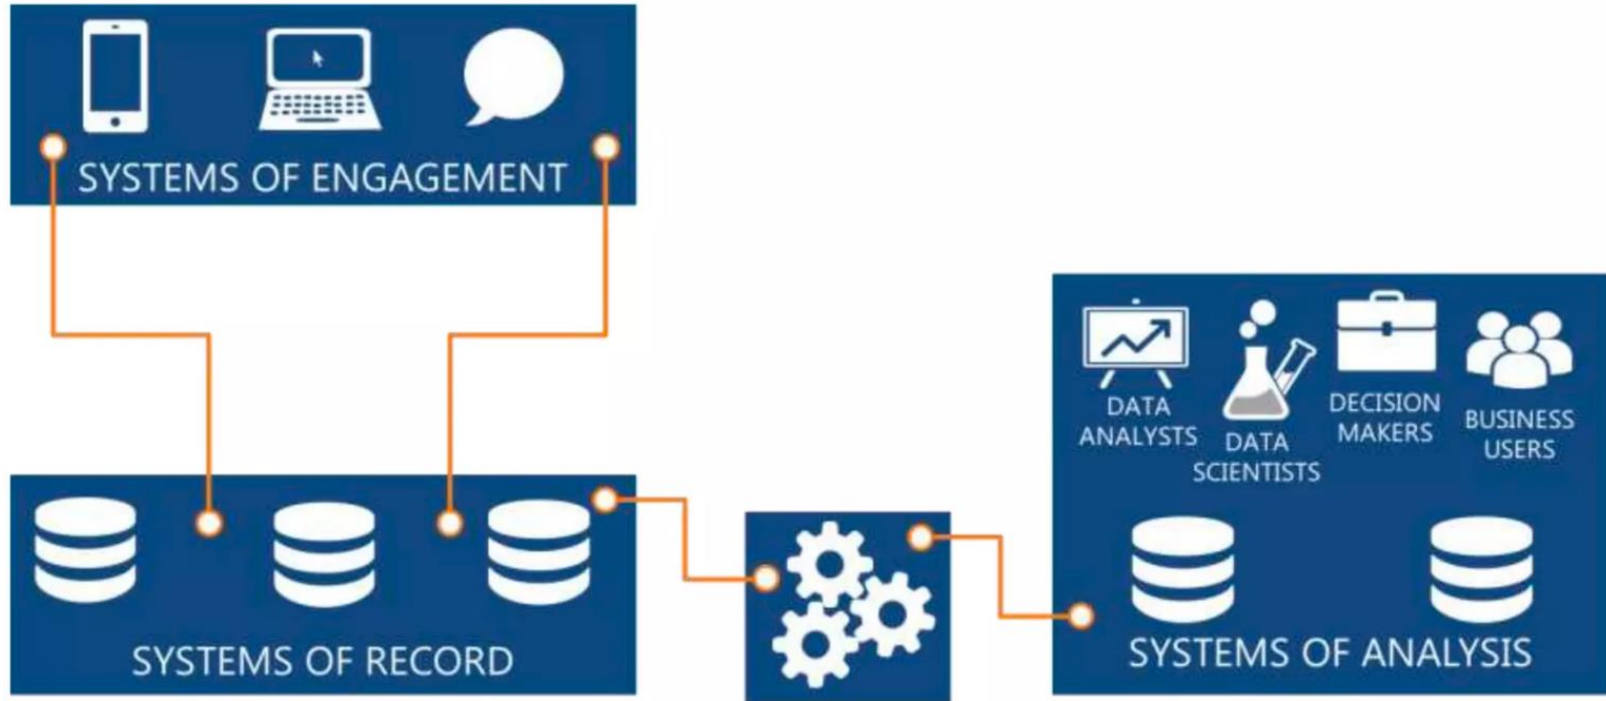 SYSTEMS OF ENGAGEMENT
DATA
ANALYSTS
DATA
SCIENTISTS
DECISION
MAKERS
BUSINESS
USERS
SYSTEMS OF RECORD
SYSTEMS OF ANALYSIS